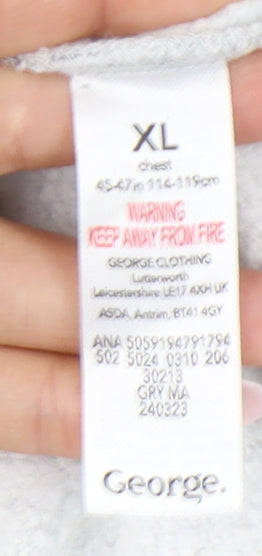 XL
chest
45-47in 114-119cm
WARNING
KEEP AWAY FROM FIRE
GEORGE CLOTHING
Lutterworth
Leicestershire LE17 4XH UK
ASDA, Antrim, BT41 4GY
ANA 5059194791794
502 5024 0310 206
30213
GRY MA
240323
George.